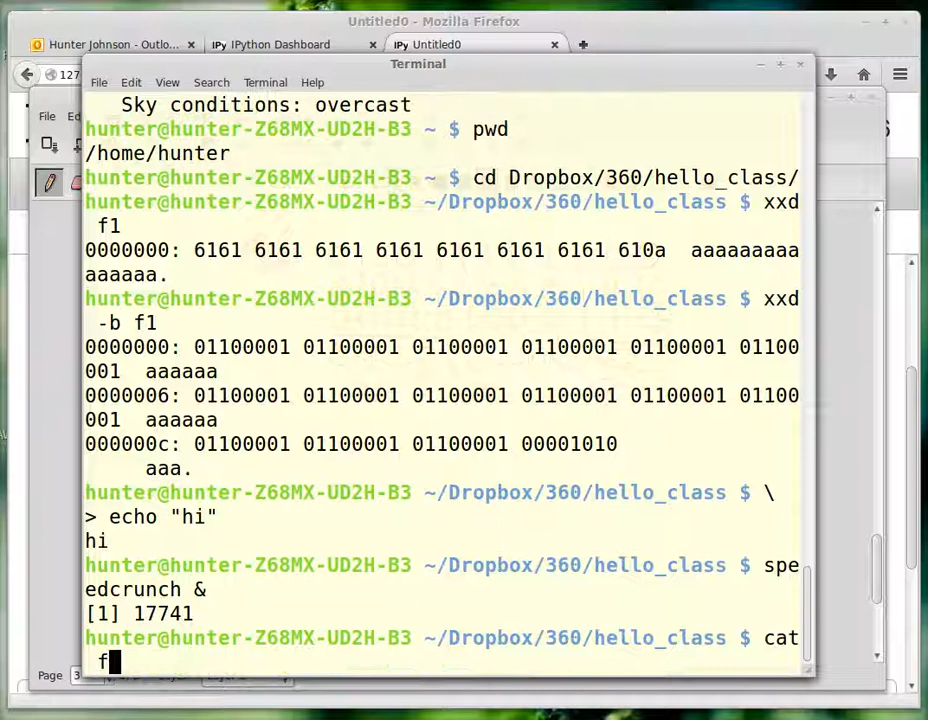 Untitled0 - Mozilla Firefox
Hunter Johnson - Outlo... IPython Dashboard IPy Untitled0
127
Terminal
File Edit View Search Terminal Help
File Ed
Sky conditions: overcast
hunter@hunter-Z68MX-UD2H-B3 ~ $ pwd
/home/hunter
hunter@hunter-Z68MX-UD2H-B3 ~ $ cd Dropbox/360/hello_class/
hunter@hunter-Z68MX-UD2H-B3 ~/Dropbox/360/hello_class $ xxd
f1
0000000: 6161 6161 6161 6161 6161 6161 6161 610a aaaaaaaaa
aaaaaa.
hunter@hunter-Z68MX-UD2H-B3 ~/Dropbox/360/hello_class $ xxd
-b f1
0000000: 01100001 01100001 01100001 01100001 01100001 01100
001 aaaaaa
0000006: 01100001 01100001 01100001 01100001 01100001 01100
001 aaaaaa
000000c: 01100001 01100001 01100001 00001010
aaa.
hunter@hunter-Z68MX-UD2H-B3 ~/Dropbox/360/hello_class $ \
> echo "hi"
hi
hunter@hunter-Z68MX-UD2H-B3 ~/Dropbox/360/hello_class $ spe
edcrunch &
[1] 17741
hunter@hunter-Z68MX-UD2H-B3 ~/Dropbox/360/hello_class $ cat
f
Page 3